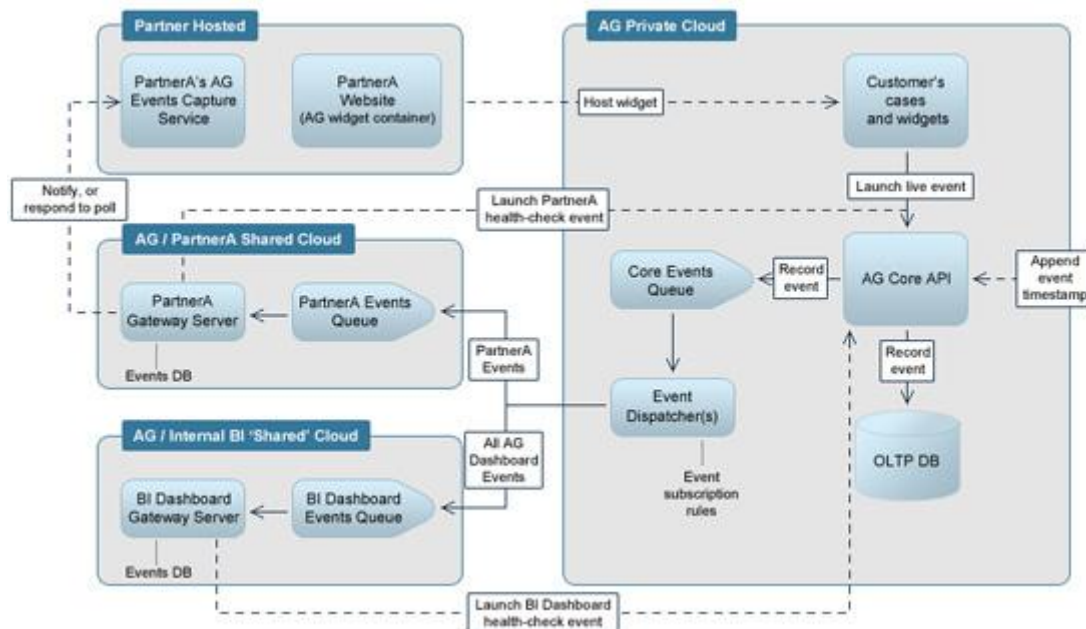 Partner Hosted
AG Private Cloud
PartnerA's AG
Events Capture
Service
PartnerA
Website
(AG widget container)
Host widget
Customer's
cases
and widgets
Notify, or
respond to poll
Launch PartnerA
health-check event
Launch live event
AG / PartnerA Shared Cloud
PartnerA
Gateway Server
PartnerA Events
Queue
Events DB
PartnerA
Events
Core Events
Queue
Record
event
AG Core API
Append
event
timestamp
Record
event
Event
Dispatcher(s)
Event
subscription
rules
OLTP DB
AG / Internal BI 'Shared' Cloud
All AG
Dashboard
Events
BI Dashboard
Gateway Server
BI Dashboard
Events Queue
Events DB
Launch BI Dashboard
health-check event